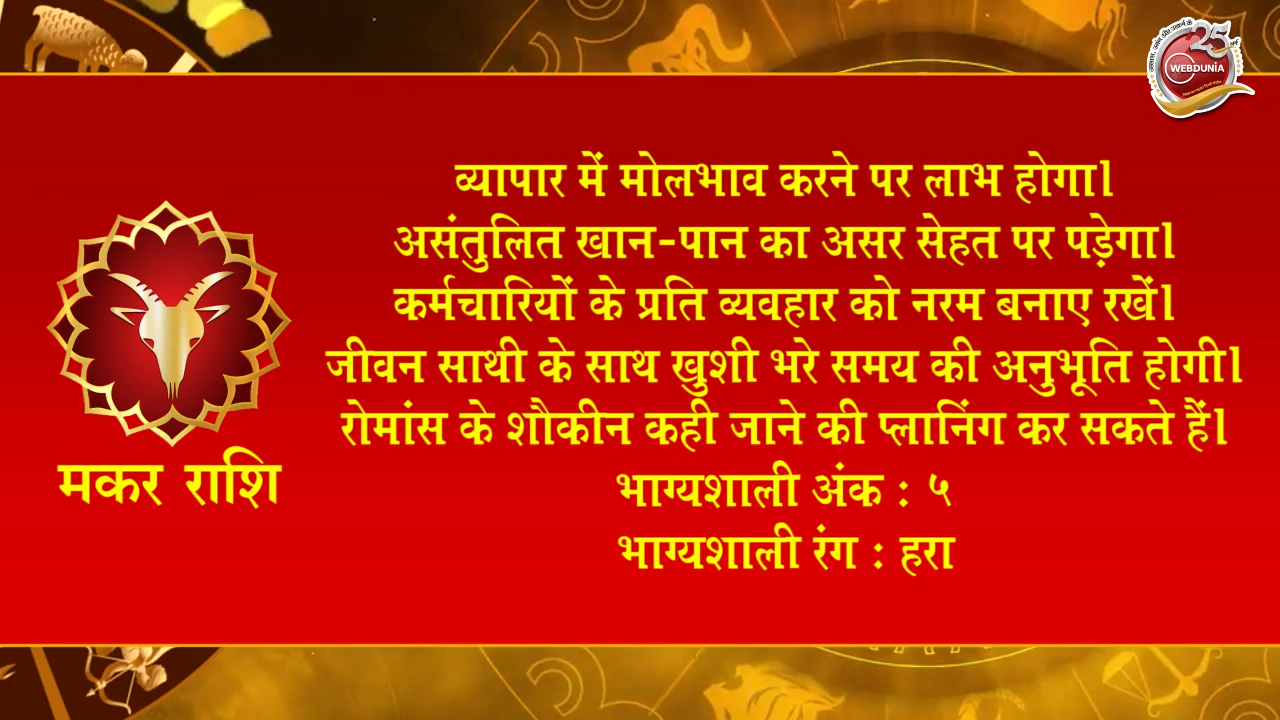 25
WEBDUNIA
व्यापार में मोलभाव करने पर लाभ होगा।
असंतुलित खान-पान का असर सेहत पर पड़ेगा।
कर्मचारियों के प्रति व्यवहार को नरम बनाए रखें।
जीवन साथी के साथ खुशी भरे समय की अनुभूति होगी।
रोमांस के शौकीन कही जाने की प्लानिंग कर सकते हैं।
भाग्यशाली अंक : ५
भाग्यशाली रंग : हरा
मकर राशि